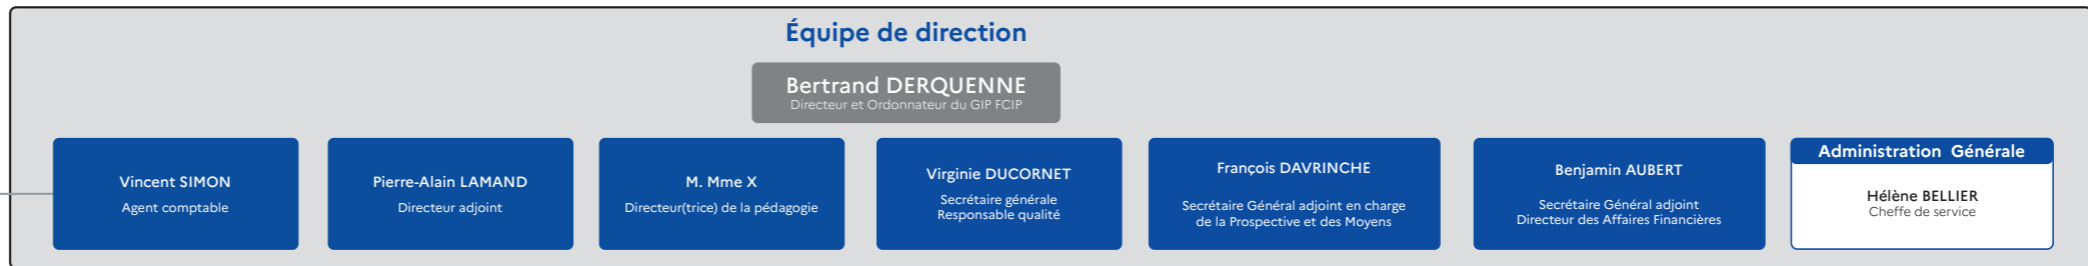 Équipe de direction
Bertrand DERQUENNE
Directeur et Ordonnateur du GIP FCIP
Vincent SIMON
Agent comptable
Pierre-Alain LAMAND
Directeur adjoint
M. Mme X
Directeur(trice) de la pédagogie
Virginie DUCORNET
Secrétaire générale
Responsable qualité
François DAVRINCHE
Secrétaire Général adjoint en charge
de la Prospective et des Moyens
Benjamin AUBERT
Secrétaire Général adjoint
Directeur des Affaires Financières
Administration Générale
Hélène BELLIER
Cheffe de service